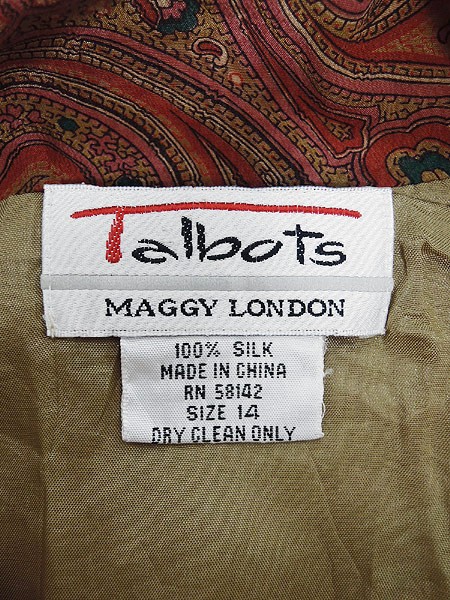 Talbots
MAGGY LONDON
100% SILK
MADE IN CHINA
RN 58142
SIZE 14
DRY CLEAN ONLY